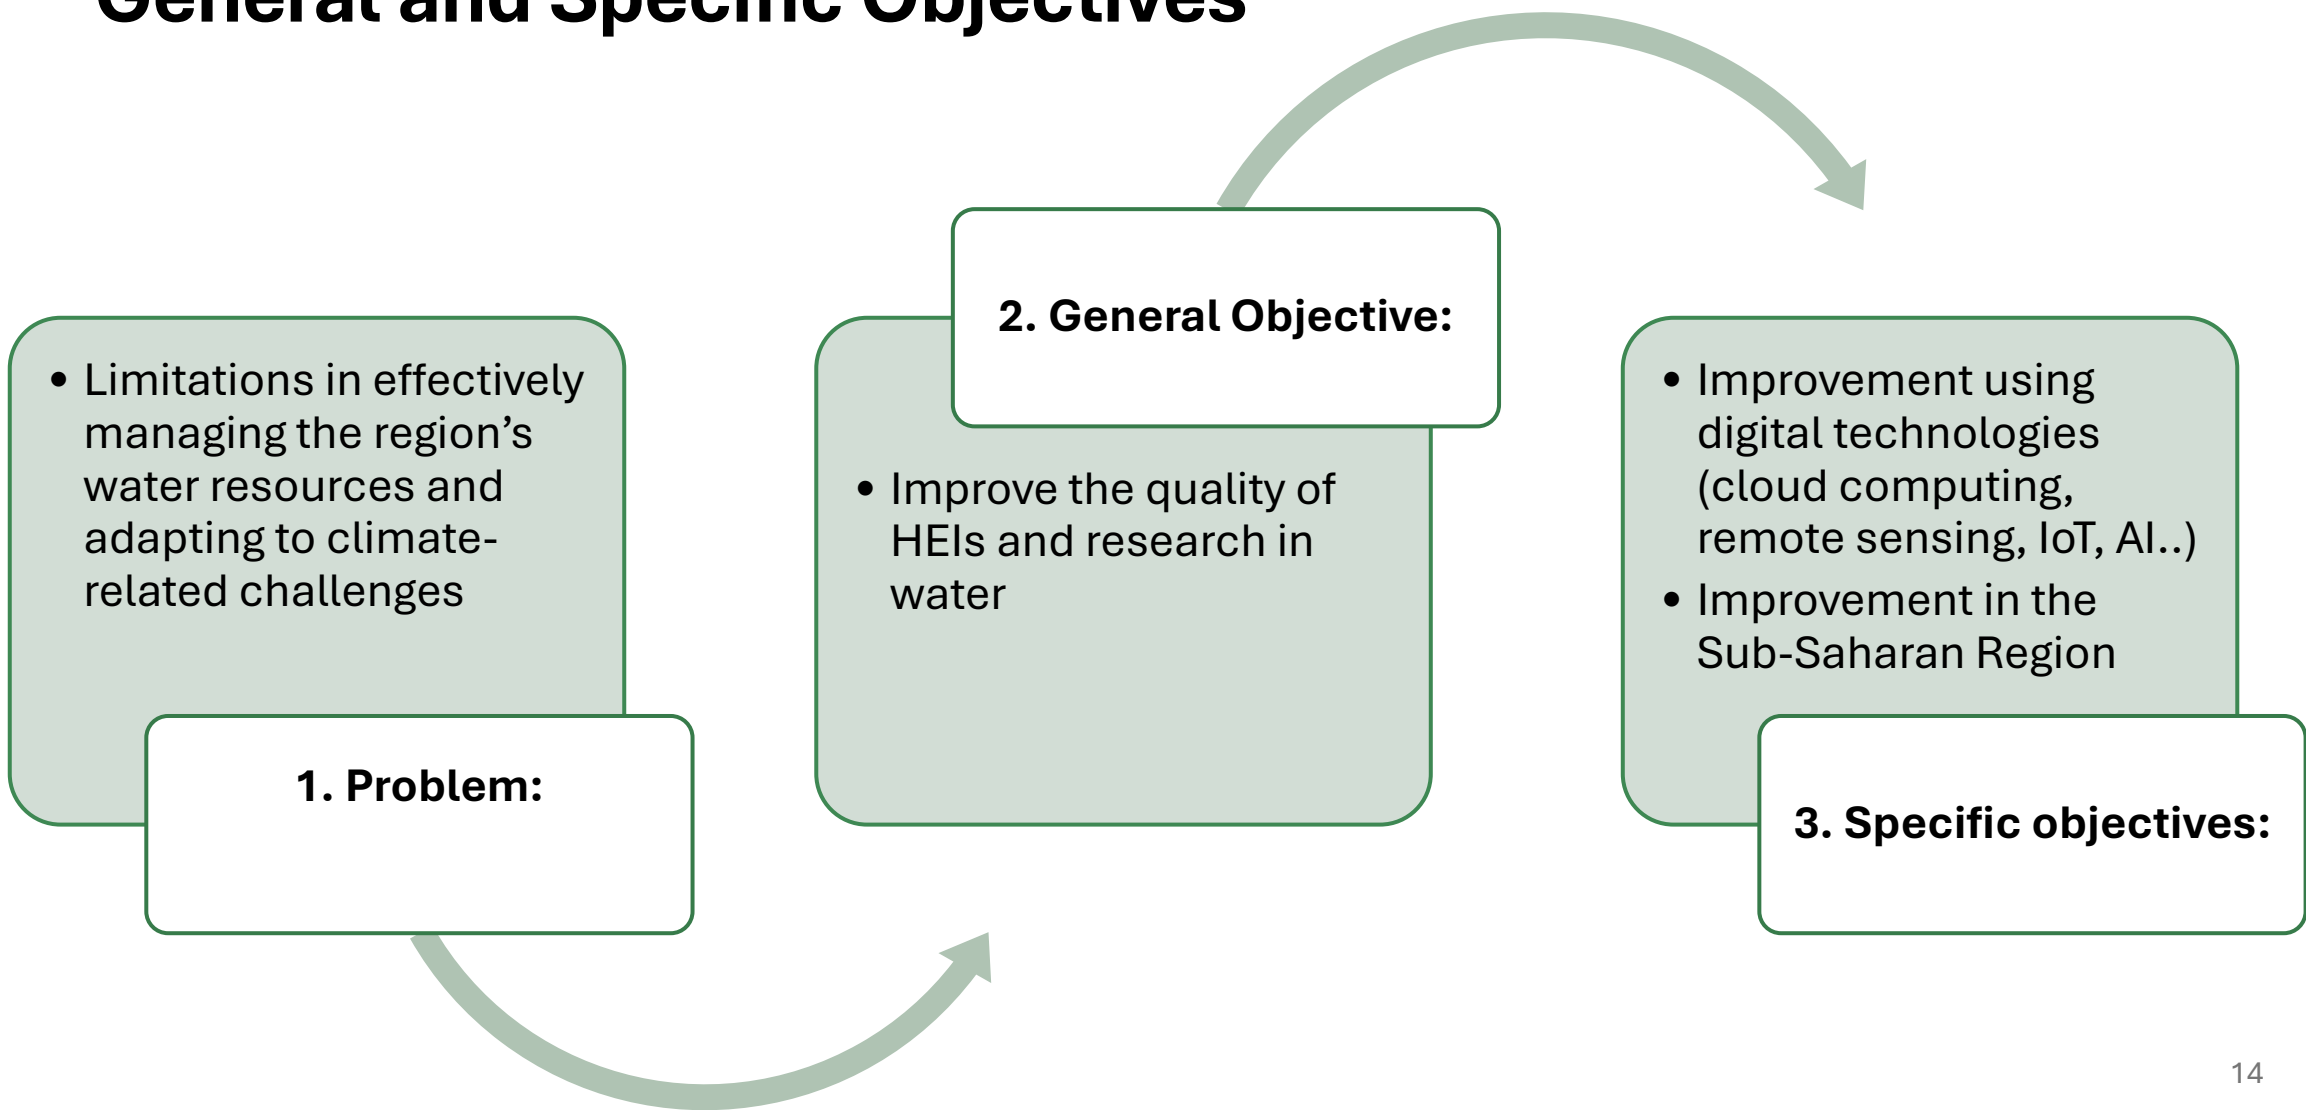 General and Specific Objectives
• Limitations in effectively
managing the region’s
water resources and
adapting to climate-
related challenges
1. Problem:
2. General Objective:
• Improve the quality of
HEIs and research in
water
• Improvement using
digital technologies
(cloud computing,
remote sensing, IoT, AI..)
• Improvement in the
Sub-Saharan Region
3. Specific objectives:
14